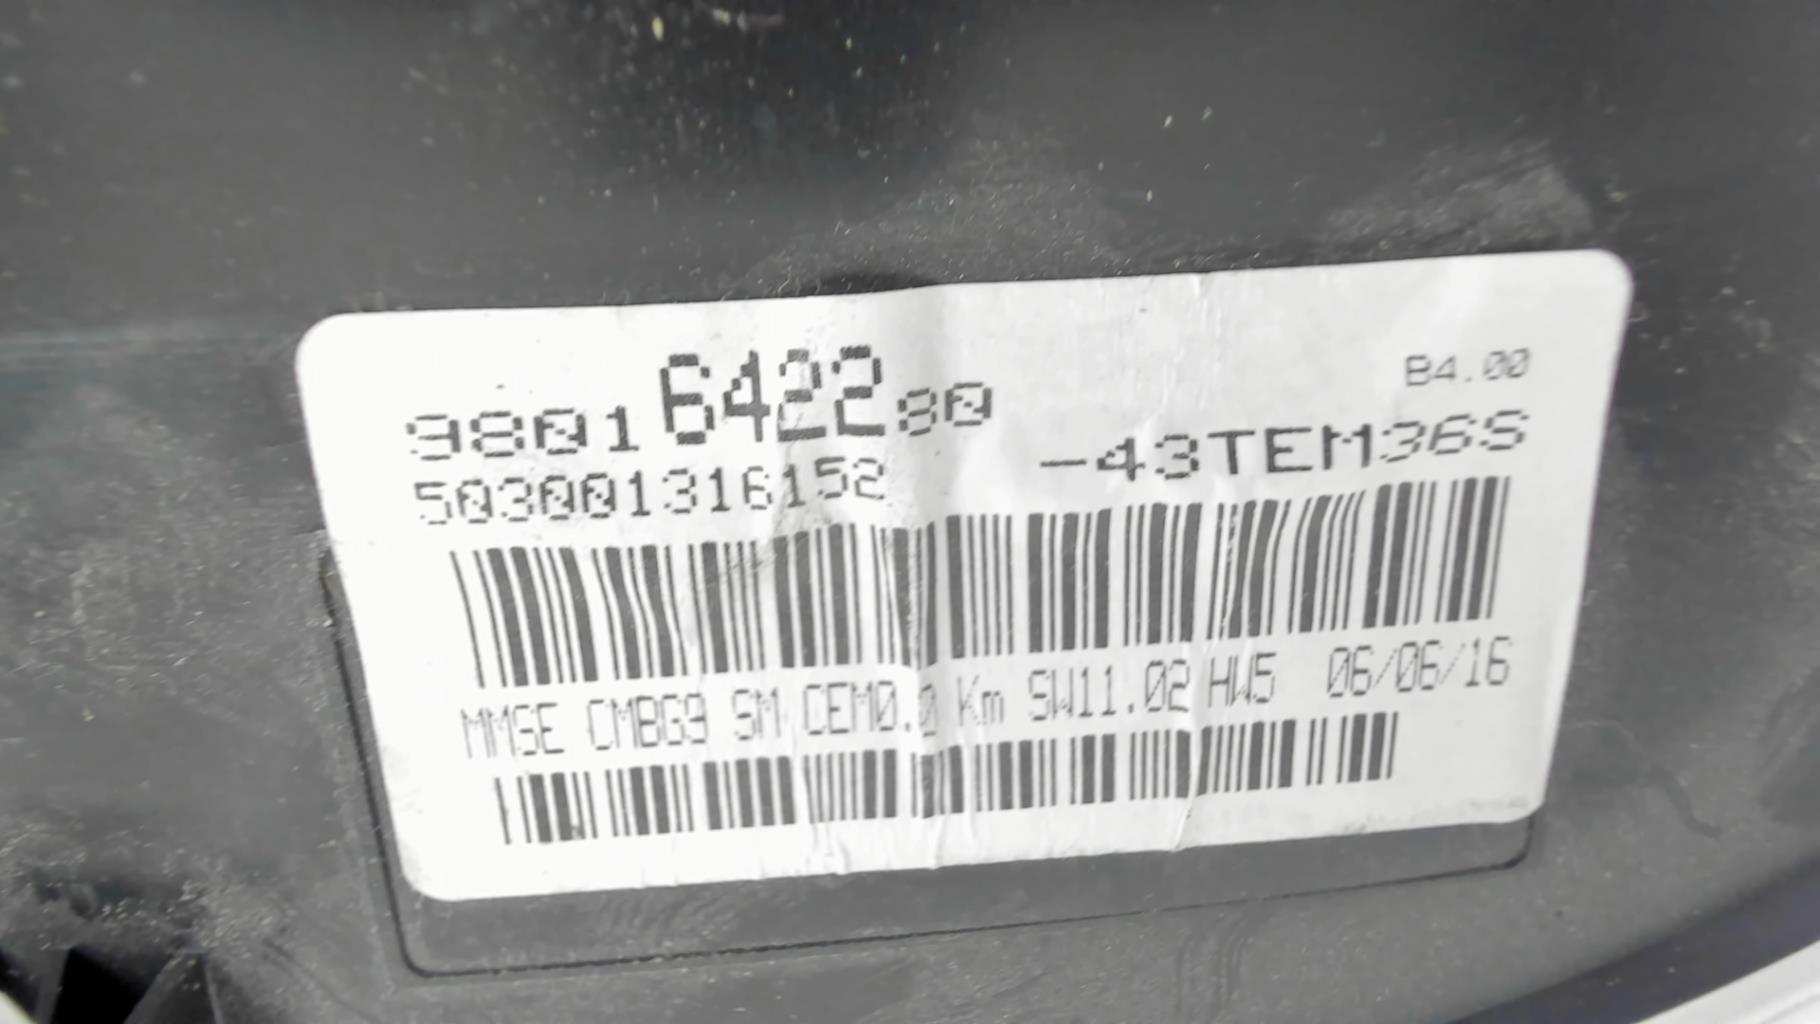 B4.00
9801642280
-43TEM36S
503001316152
MMSE CMBG9 SM CEM0.0 Km SW11.02 HW5 06/06/16